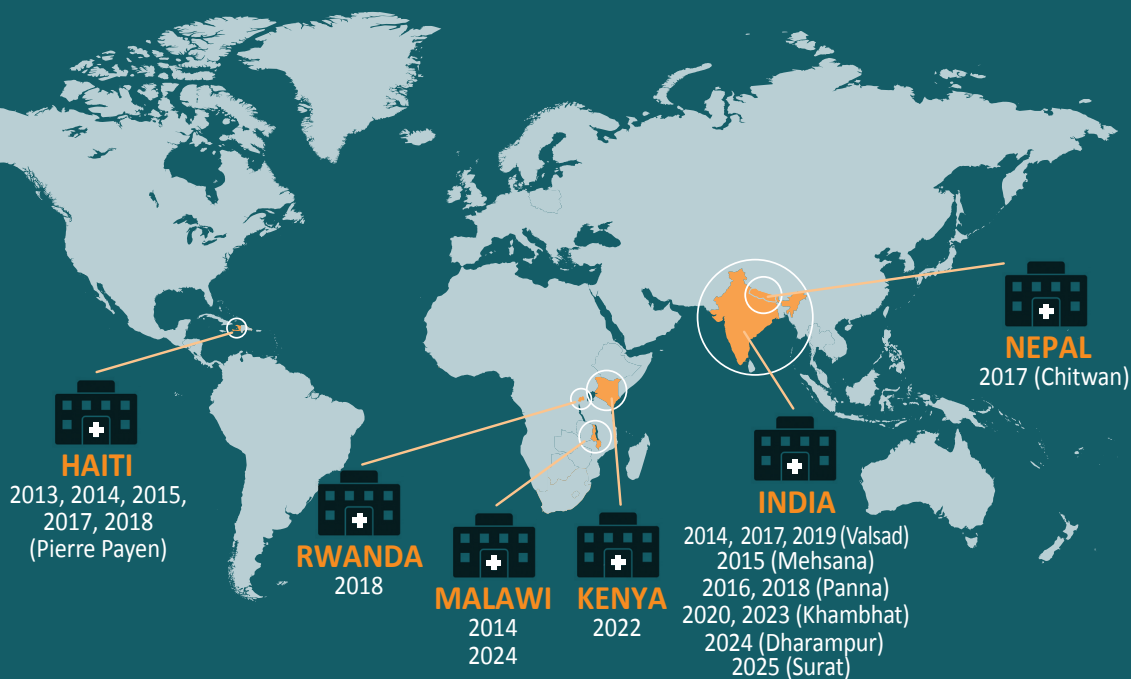 HAITI
2013, 2014, 2015,
2017, 2018
(Pierre Payen)
RWANDA
2018
MALAWI
2014
2024
KENYA
2022
INDIA
2014, 2017, 2019 (Valsad)
2015 (Mehsana)
2016, 2018 (Panna)
2020, 2023 (Khambhat)
2024 (Dharampur)
2025 (Surat)
NEPAL
2017 (Chitwan)